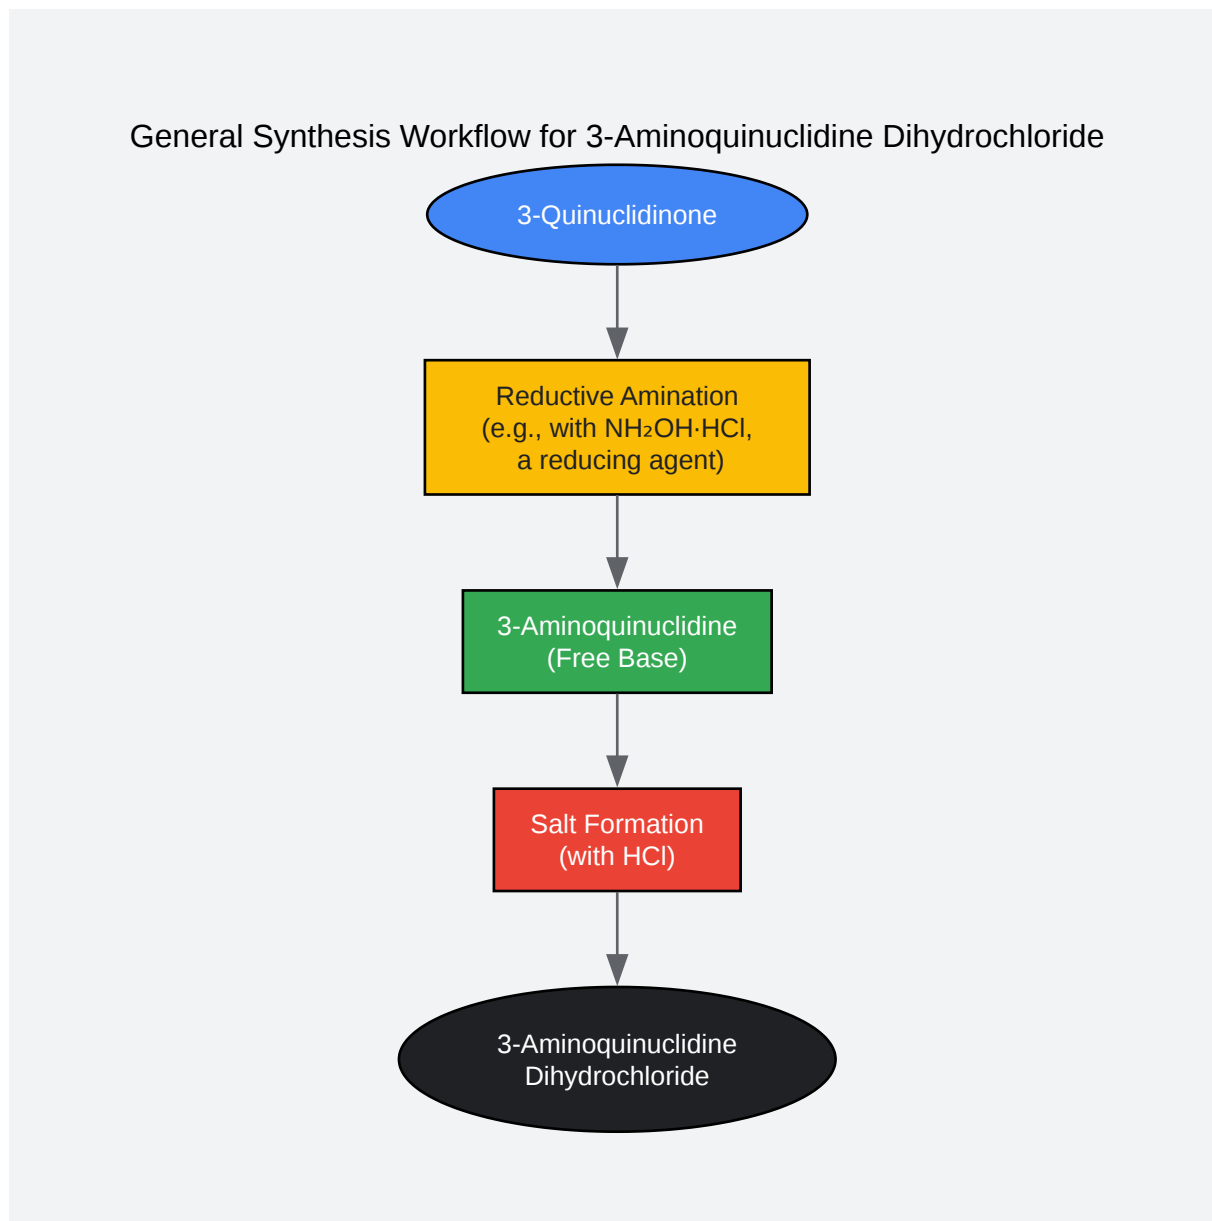 General Synthesis Workflow for 3-Aminoquinuclidine Dihydrochloride
3-Quinuclidinone
Reductive Amination
(e.g., with NH₂OH·HCl,
a reducing agent)
3-Aminoquinuclidine
(Free Base)
Salt Formation
(with HCl)
3-Aminoquinuclidine
Dihydrochloride